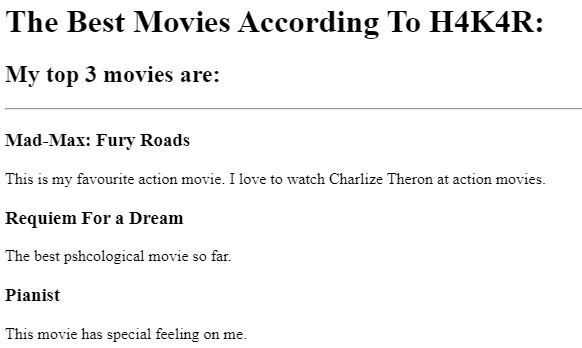 The Best Movies According To H4K4R:
My top 3 movies are:
Mad-Max: Fury Roads
This is my favourite action movie. I love to watch Charlize Theron at action movies.
Requiem For a Dream
The best pshcological movie so far.
Pianist
This movie has special feeling on me.